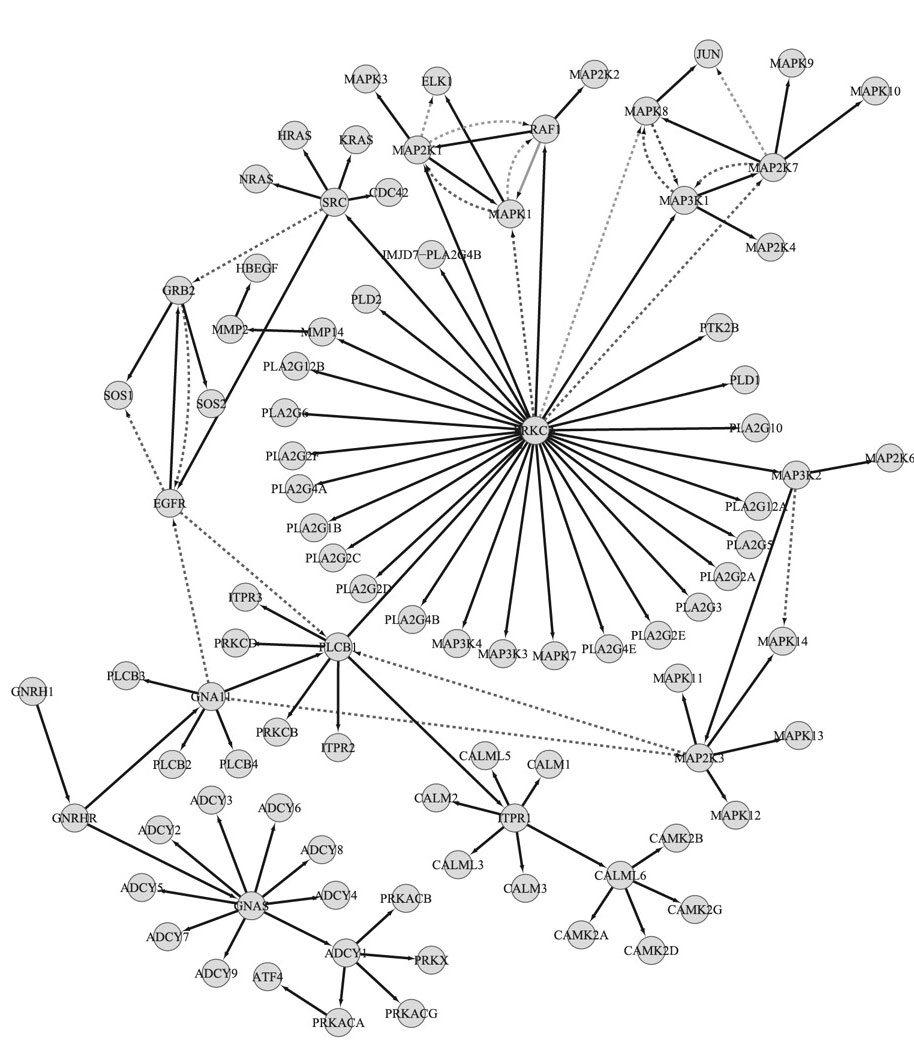 JUN
MAPK9
MAPK3
ELK1
MAP2K2
MAPK10
MAPK8
RAF1
HRAS
KRAS
MAP2K1
MAP2K7
NRAS
CDC42
SRC
MAP3K1
MAPK1
MAP2K4
JMJD7-PLA2G4B
HBEGF
GRB2
PLD2
MMP2
MMP14
PTK2B
PLA2G12B
PLD1
SOS1
SOS2
PLA2G6
PLA2G10
PLA2G2F
MAP2K6
MAP3K2
PLA2G4A
EGFR
PLA2G12A
PLA2G1B
PLA2G5
PLA2G2C
PLA2G2A
PLA2G2D
ITPR3
PLA2G3
PLA2G4B
PLA2G2E
PRKCD
MAP3K4
MAPK14
PLCB1
MAP3K3
MAPK7
PLA2G4E
PLCB3
MAPK11
GNRH1
GNA11
PRKCB
MAPK13
ITPR2
CALML5
MAP2K3
PLCB2
PLCB4
CALM1
CALM2
ADCY3
ADCY6
MAPK12
GNRHR
ITPR1
ADCY2
CAMK2B
ADCY8
CALML3
CALML6
ADCY5
ADCY4
CALM3
GNAS
PRKACB
CAMK2G
ADCY7
CAMK2A
ADCY1
CAMK2D
PRKX
ADCY9
ATF4
PRKACG
PRKACA